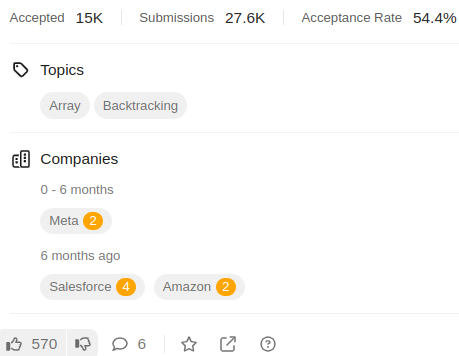 Accepted 15K Submissions 27.6K Acceptance Rate 54.4%
Topics
Array Backtracking
Companies
0 - 6 months
Meta 2
6 months ago
Salesforce 4 Amazon 2
570 6